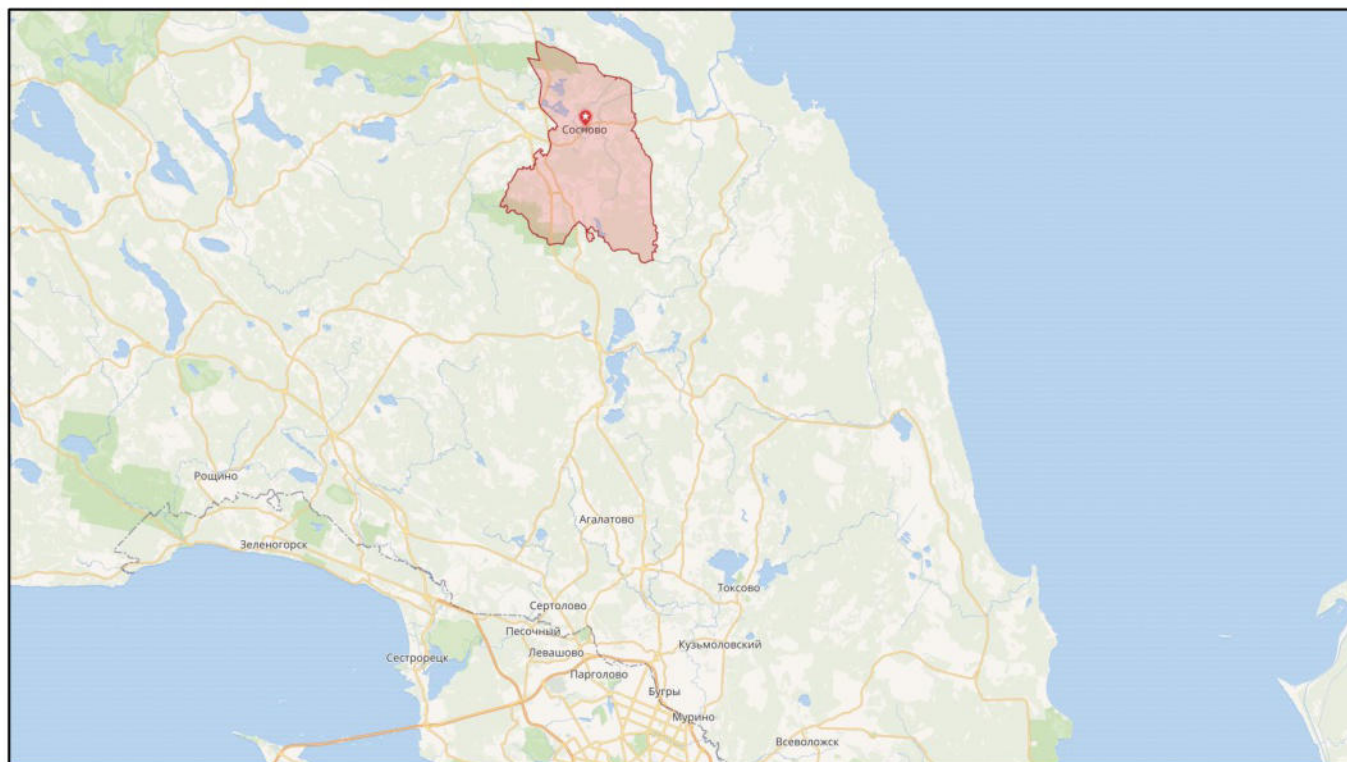 Сосново
Рощино
Агалатово
Зеленогорск
Токсово
Сертолово
Песочный
Кузьмоловский
Левашово
Сестрорецк
Парголово
Бугры
Мурино
Всеволожск